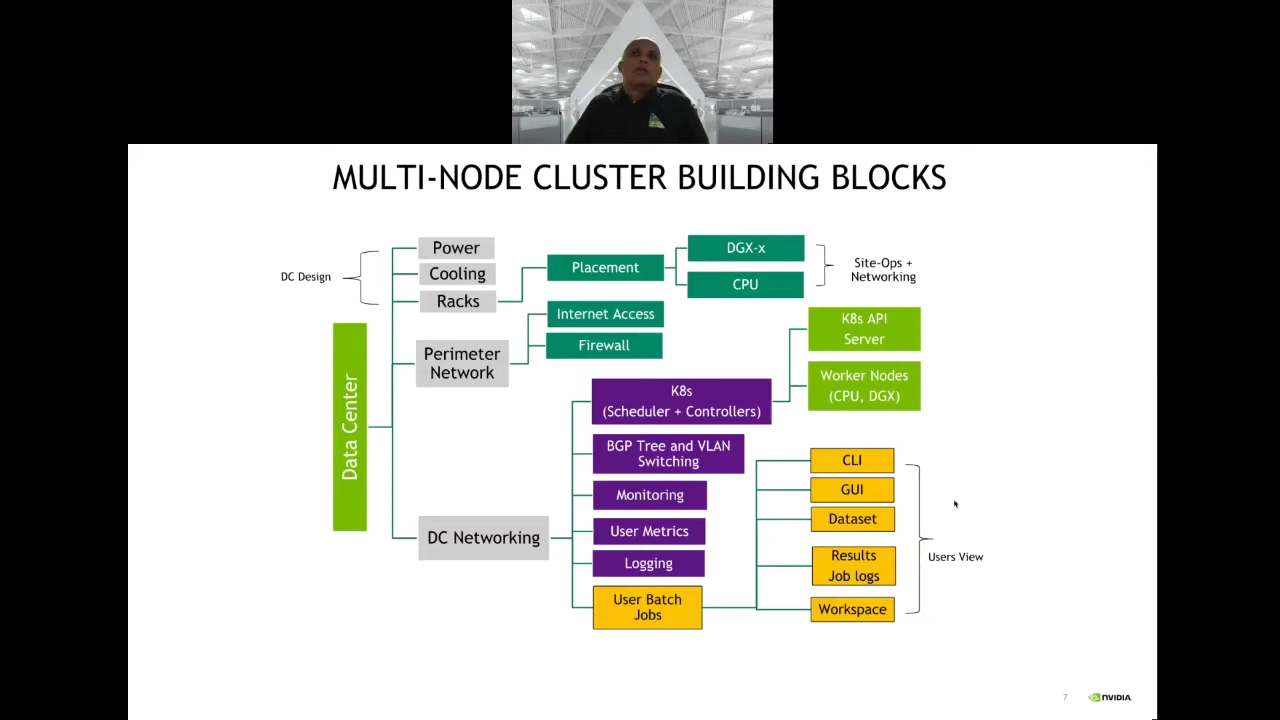 MULTI-NODE CLUSTER BUILDING BLOCKS
DC Design
Power
Cooling
Racks
Placement
DGX-x
CPU
Site-Ops +
Networking
Internet Access
Firewall
Perimeter
Network
Data Center
K8s API
Server
Worker Nodes
(CPU, DGX)
K8s
(Scheduler + Controllers)
BGP Tree and VLAN
Switching
Monitoring
User Metrics
Logging
User Batch
Jobs
DC Networking
CLI
GUI
Dataset
Results
Job logs
Workspace
Users View
7
NVIDIA